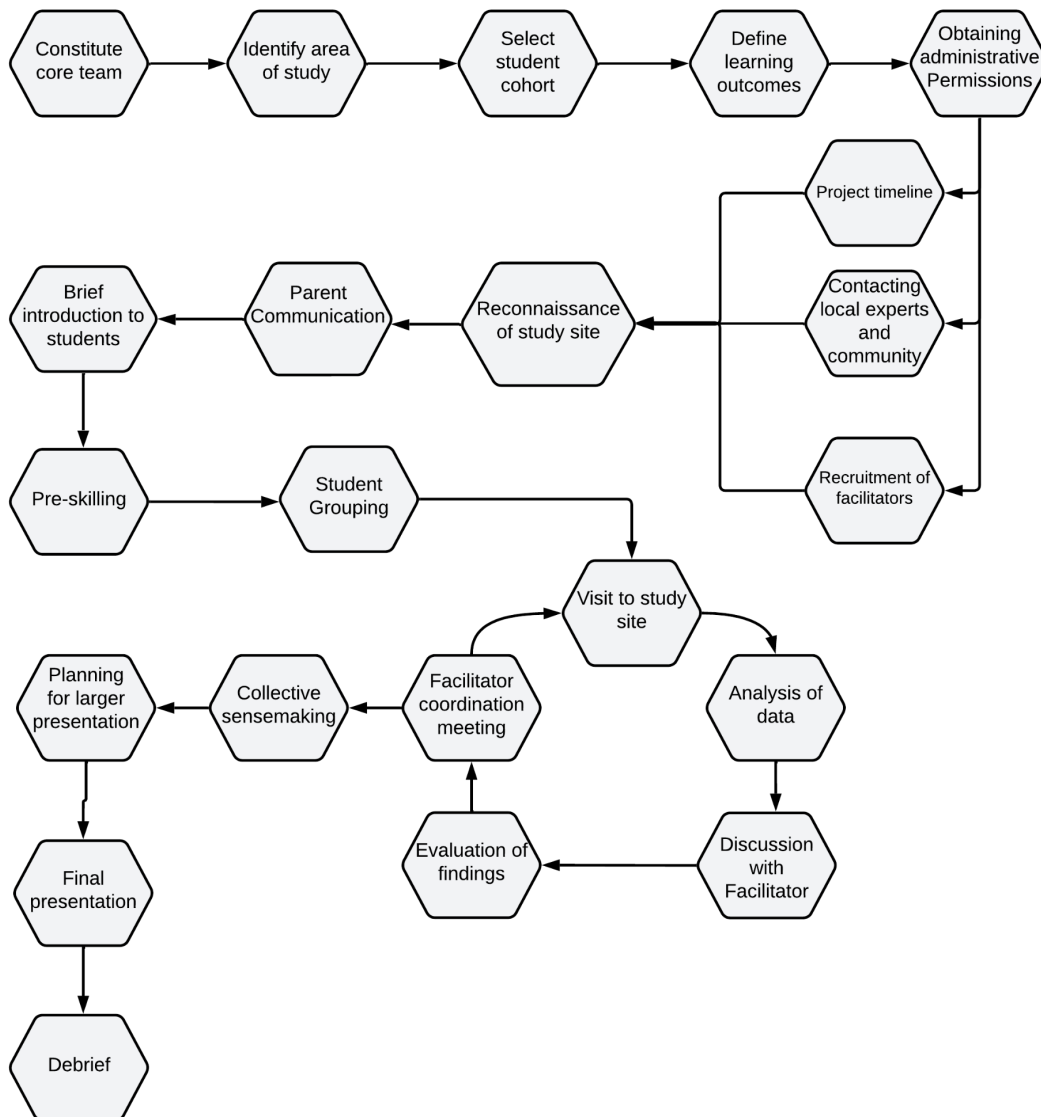 Constitute
core team
Identify area
of study
Select
student
cohort
Define
learning
outcomes
Obtaining
administrative
Permissions
Project timeline
Contacting
local experts
and
community
Recruitment of
facilitators
Reconnaissance
of study site
Parent
Communication
Brief
introduction to
students
Pre-skilling
Student
Grouping
Visit to study
site
Analysis of
data
Discussion
with
Facilitator
Evaluation of
findings
Facilitator
coordination
meeting
Collective
sensemaking
Planning
for larger
presentation
Final
presentation
Debrief